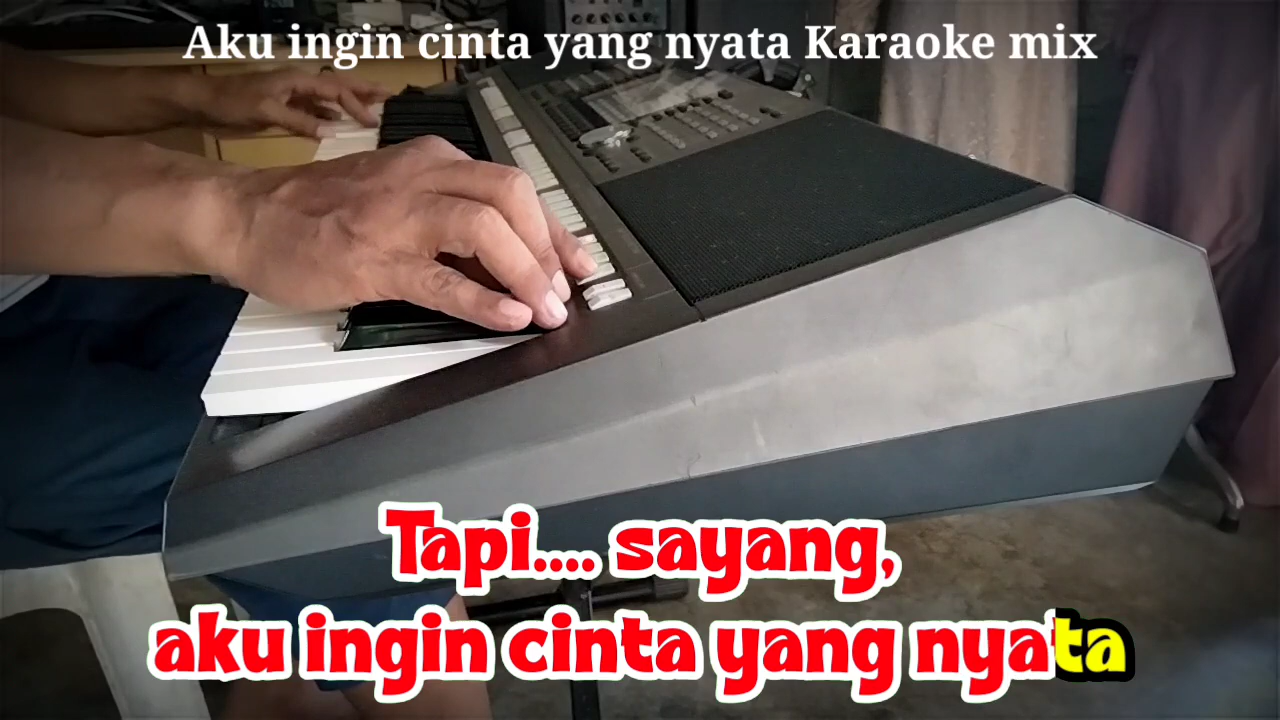 Aku ingin cinta yang nyata Karaoke mix
Tapi.... sayang,
aku ingin cinta yang nyata